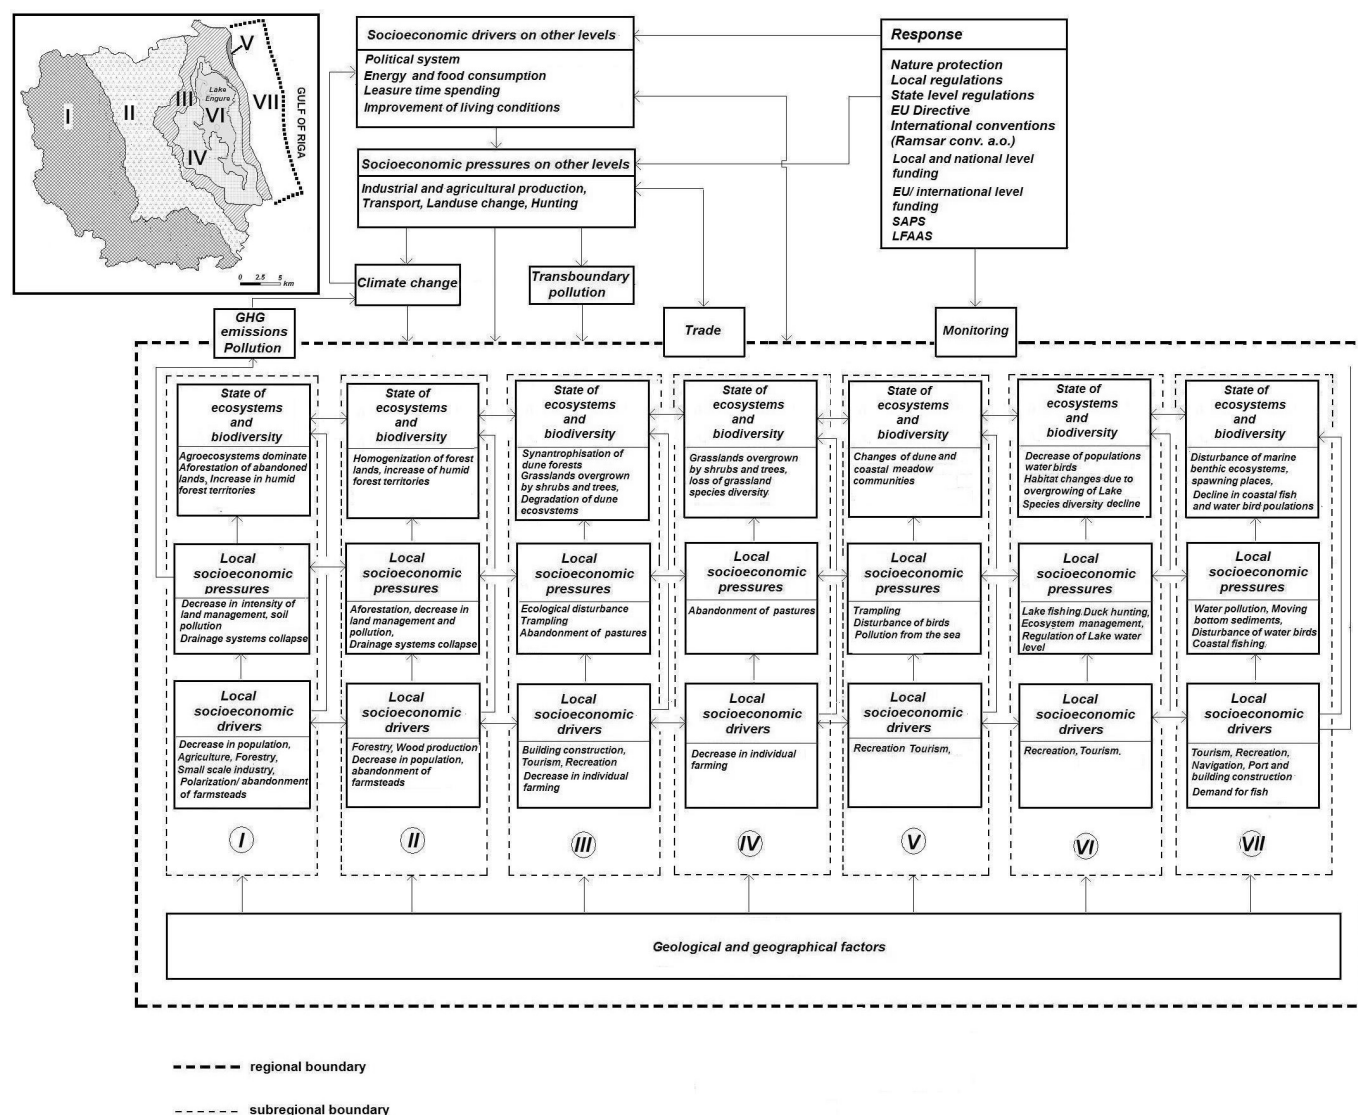 I
II
III
IV
V
VI
VII
Lake
Engure
GULF OF RIGA
0 2.5 5
km
Socioeconomic drivers on other levels
Political system
Energy and food consumption
Leasure time spending
Improvement of living conditions
Socioeconomic pressures on other levels
Industrial and agricultural production,
Transport, Landuse change, Hunting
Response
Nature protection
Local regulations
State level regulations
EU Directive
International conventions
(Ramsar conv. a.o.)
Local and national level
funding
EU/ international level
funding
SAPS
LFAAS
Climate change
Transboundary
pollution
GHG
emissions
Pollution
Trade
Monitoring
State of
ecosystems
and
biodiversity
Agroecosystems dominate
Aforestation of abandoned
lands, Increase in humid
forest territories
State of
ecosystems
and
biodiversity
Homogenization of forest
lands, increase of humid
forest territories
State of
ecosystems
and
biodiversity
Synantrophisation of
dune forests
Grasslands overgrown
by shrubs and trees,
Degradation of dune
ecosvstems
State of
ecosystems
and
biodiversity
Grasslands overgrown
by shrubs and trees,
loss of grassland
species diversity
State of
ecosystems
and
biodiversity
Changes of dune and
coastal meadow
communities
State of
ecosystems
and
biodiversity
Decrease of populations
water birds
Habitat changes due to
overgrowing of Lake
Species diversity decline
State of
ecosystems
and
biodiversity
Disturbance of marine
benthic ecosystems,
spawning places,
Decline in coastal fish
and water bird poulations
Local
socioeconomic
pressures
Decrease in intensity of
land management, soil
pollution
Drainage systems collapse
Local
socioeconomic
pressures
Aforestation, decrease in
land management and
pollution,
Drainage systems collapse
Local
socioeconomic
pressures
Ecological disturbance
Trampling
Abandonment of pastures
Local
socioeconomic
pressures
Abandonment of pastures
Local
socioeconomic
pressures
Trampling
Disturbance of birds
Pollution from the sea
Local
socioeconomic
pressures
Lake fishing, Duck hunting,
Ecosystem management,
Regulation of Lake water
level
Local
socioeconomic
pressures
Water pollution, Moving
bottom sediments,
Disturbance of water birds
Coastal fishing
Local
socioeconomic
drivers
Decrease in population,
Agriculture, Forestry,
Small scale industry,
Polarization/ abandonment
of farmsteads
Local
socioeconomic
drivers
Forestry, Wood production
Decrease in population,
abandonment of
farmsteads
Local
socioeconomic
drivers
Building construction,
Tourism, Recreation
Decrease in individual
farming
Local
socioeconomic
drivers
Decrease in individual
farming
Local
socioeconomic
drivers
Recreation Tourism,
Local
socioeconomic
drivers
Recreation, Tourism.
Local
socioeconomic
drivers
Tourism, Recreation,
Navigation, Port and
building construction
Demand for fish
I
II
III
IV
V
VI
VII
Geological and geographical factors
regional boundary
subregional boundary